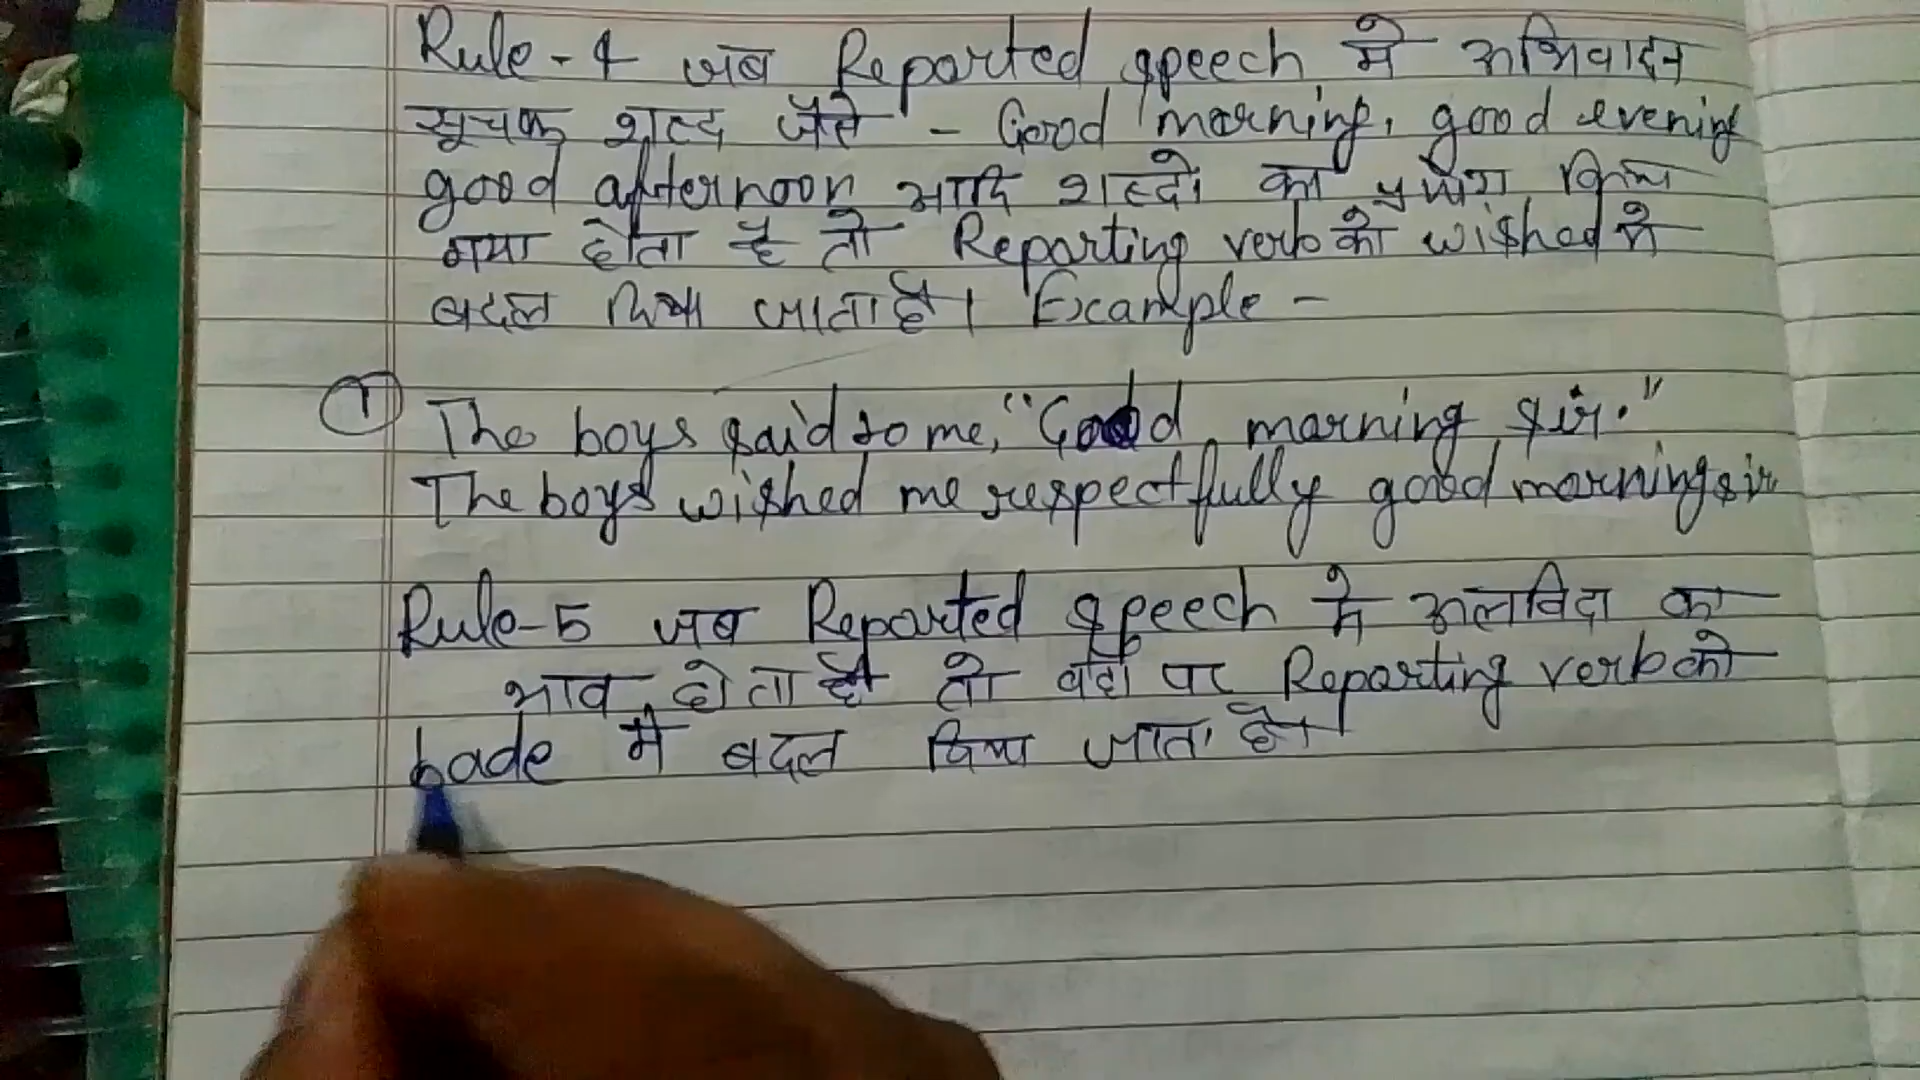 Rule - 4 जब Reported speech मे अभिवादन
सूचक शब्द जैसे - Good morning, good evening
good afternoon आदि शब्दो का प्रयोग किया
गया होता है तो Reporting verb को wished मे
बदल दिया जाता है। Example -
① The boys said to me, "Good morning sir."
The boys wished me respectfully good morning sir
Rule-5 जब Reported speech मे अलविदा का
भाव होता है तो वहाँ पर Reporting verb को
bade मे बदल दिया जाता है।